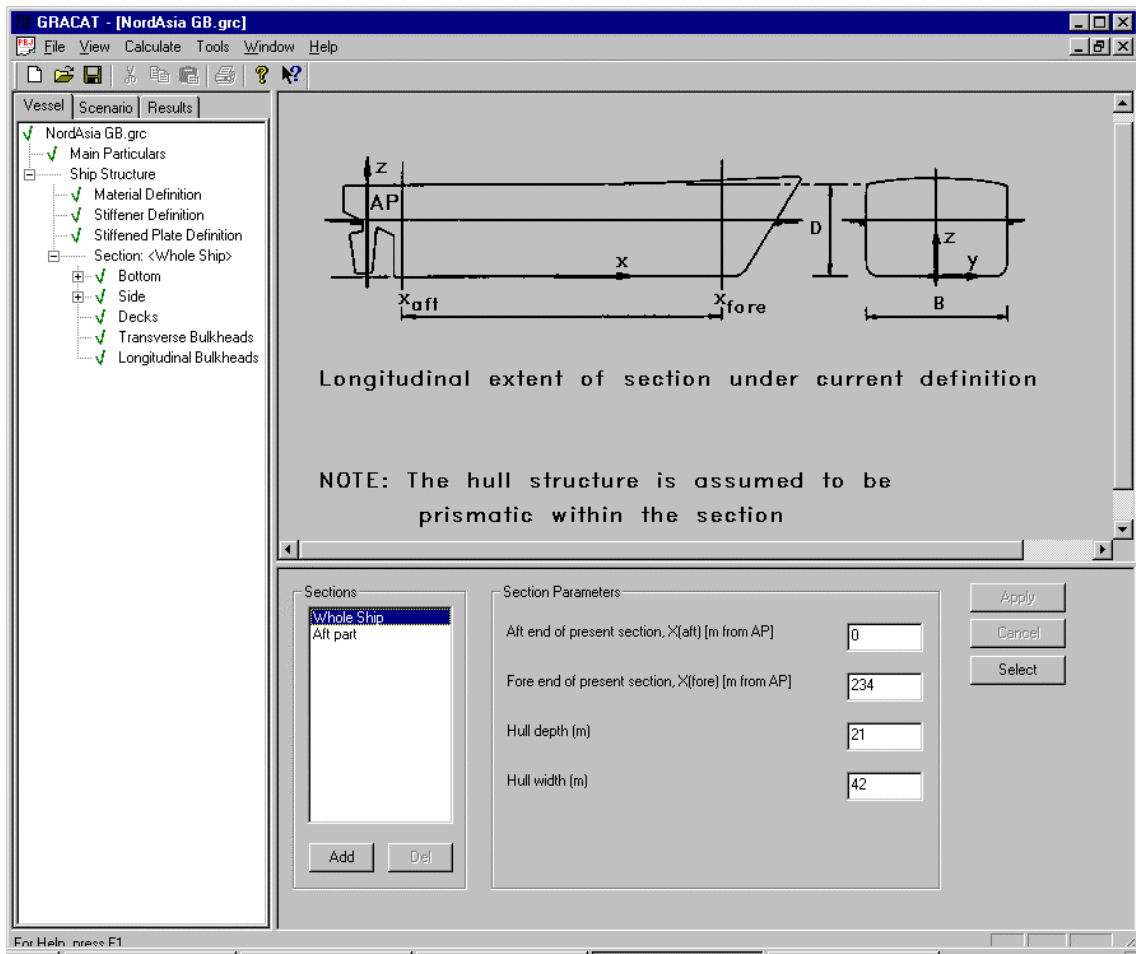 GRACAT - [NordAsia GB.grc]
File View Calculate Tools Window Help
Vessel Scenario Results
NordAsia GB.grc
Main Particulars
Ship Structure
Material Definition
Stiffener Definition
Stiffened Plate Definition
Section: <Whole Ship>
Bottom
Side
Decks
Transverse Bulkheads
Longitudinal Bulkheads
z
AP
D
z
x
y
x aft
x fore
B
Longitudinal extent of section under current definition
NOTE: The hull structure is assumed to be
prismatic within the section
Sections
Whole Ship
Aft part
Add Del
Section Parameters
Aft end of present section, X(aft) [m from AP] 0
Fore end of present section, X(fore) [m from AP] 234
Hull depth (m) 21
Hull width (m) 42
Apply
Cancel
Select
For Help, press F1